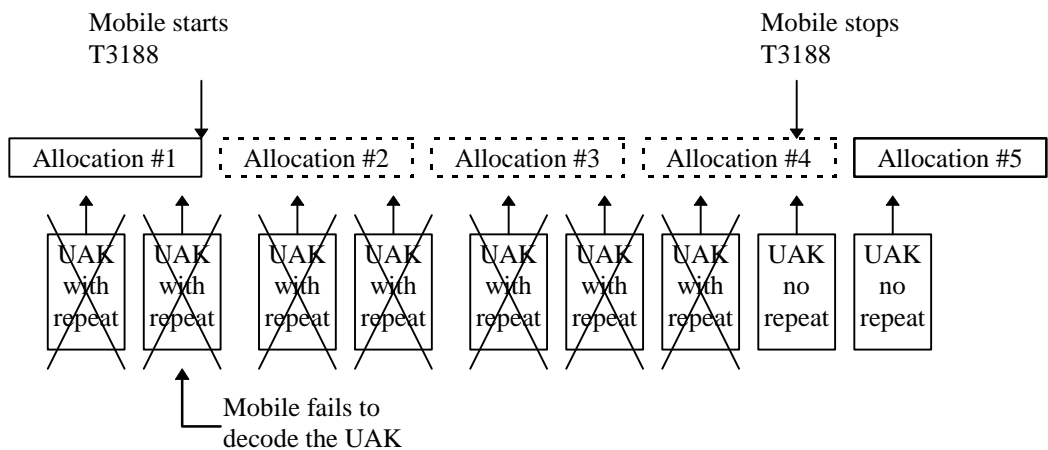 Mobile starts
T3188
Mobile stops
T3188
Allocation #1
Allocation #2
Allocation #3
Allocation #4
Allocation #5
UAK
with
repeat
UAK
with
repeat
UAK
with
repeat
UAK
with
repeat
UAK
with
repeat
UAK
with
repeat
UAK
with
repeat
UAK
no
repeat
UAK
no
repeat
Mobile fails to
decode the UAK